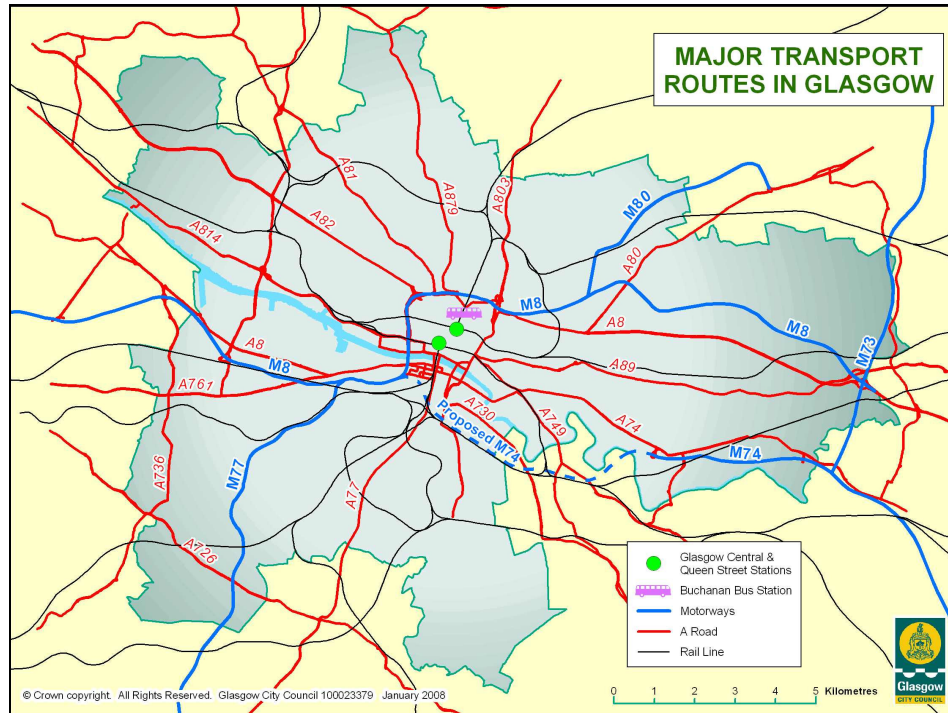 MAJOR TRANSPORT
ROUTES IN GLASGOW
A81
A879
A803
M80
A82
A814
A80
M8
A8
M8
M73
A8
M8
A89
A761
A730
A749
A74
Proposed M74
M74
A736
M77
A77
A726
Glasgow Central &
Queen Street Stations
Buchanan Bus Station
Motorways
A Road
Rail Line
© Crown copyright. All Rights Reserved. Glasgow City Council 100023379 January 2008
0 1 2 3 4 5 Kilometres
Glasgow
CITY COUNCIL